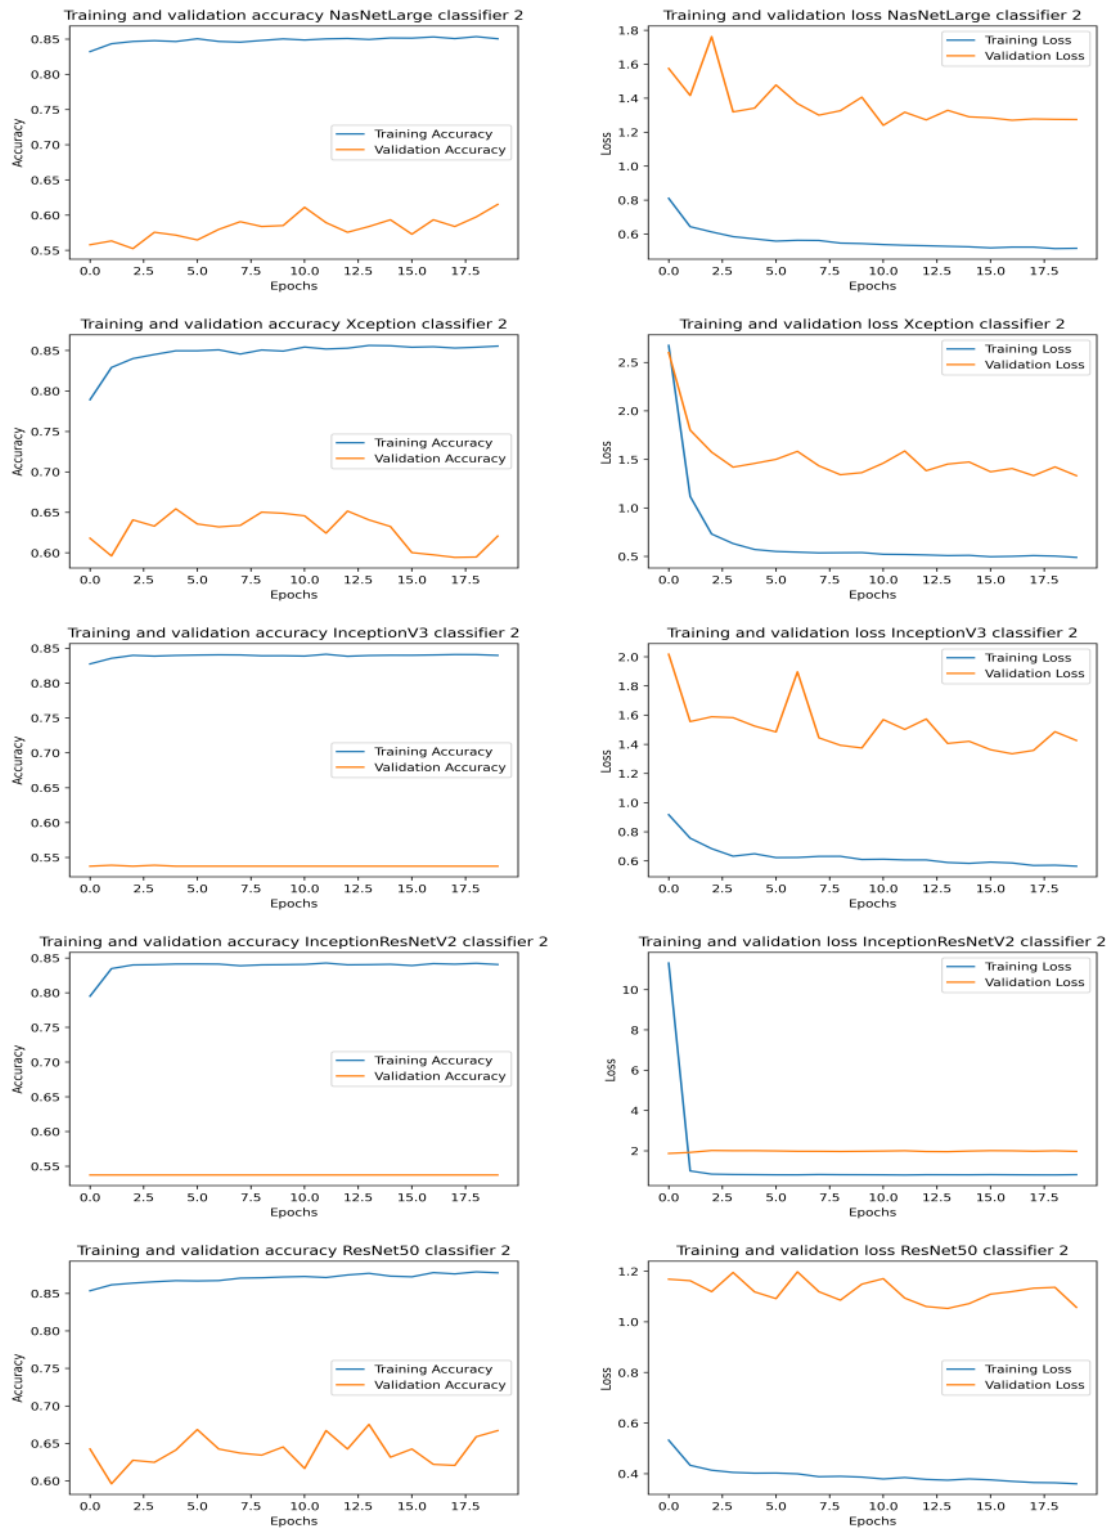 Training and validation accuracy NasNetLarge classifier 2
0.85
0.80
0.75
0.70
0.65
0.60
0.55
Accuracy
Training Accuracy
Validation Accuracy
0.0 2.5 5.0 7.5 10.0 12.5 15.0 17.5
Epochs
Training and validation loss NasNetLarge classifier 2
1.8
1.6
1.4
1.2
1.0
0.8
0.6
Loss
Training Loss
Validation Loss
0.0 2.5 5.0 7.5 10.0 12.5 15.0 17.5
Epochs
Training and validation accuracy Xception classifier 2
0.85
0.80
0.75
0.70
0.65
0.60
Accuracy
Training Accuracy
Validation Accuracy
0.0 2.5 5.0 7.5 10.0 12.5 15.0 17.5
Epochs
Training and validation loss Xception classifier 2
2.5
2.0
1.5
1.0
0.5
Loss
Training Loss
Validation Loss
0.0 2.5 5.0 7.5 10.0 12.5 15.0 17.5
Epochs
Training and validation accuracy InceptionV3 classifier 2
0.85
0.80
0.75
0.70
0.65
0.60
0.55
Accuracy
Training Accuracy
Validation Accuracy
0.0 2.5 5.0 7.5 10.0 12.5 15.0 17.5
Epochs
Training and validation loss InceptionV3 classifier 2
2.0
1.8
1.6
1.4
1.2
1.0
0.8
0.6
Loss
Training Loss
Validation Loss
0.0 2.5 5.0 7.5 10.0 12.5 15.0 17.5
Epochs
Training and validation accuracy InceptionResNetV2 classifier 2
0.85
0.80
0.75
0.70
0.65
0.60
0.55
Accuracy
Training Accuracy
Validation Accuracy
0.0 2.5 5.0 7.5 10.0 12.5 15.0 17.5
Epochs
Training and validation loss InceptionResNetV2 classifier 2
10
8
6
4
2
Loss
Training Loss
Validation Loss
0.0 2.5 5.0 7.5 10.0 12.5 15.0 17.5
Epochs
Training and validation accuracy ResNet50 classifier 2
0.85
0.80
0.75
0.70
0.65
0.60
Accuracy
Training Accuracy
Validation Accuracy
0.0 2.5 5.0 7.5 10.0 12.5 15.0 17.5
Epochs
Training and validation loss ResNet50 classifier 2
1.2
1.0
0.8
0.6
0.4
Loss
Training Loss
Validation Loss
0.0 2.5 5.0 7.5 10.0 12.5 15.0 17.5
Epochs